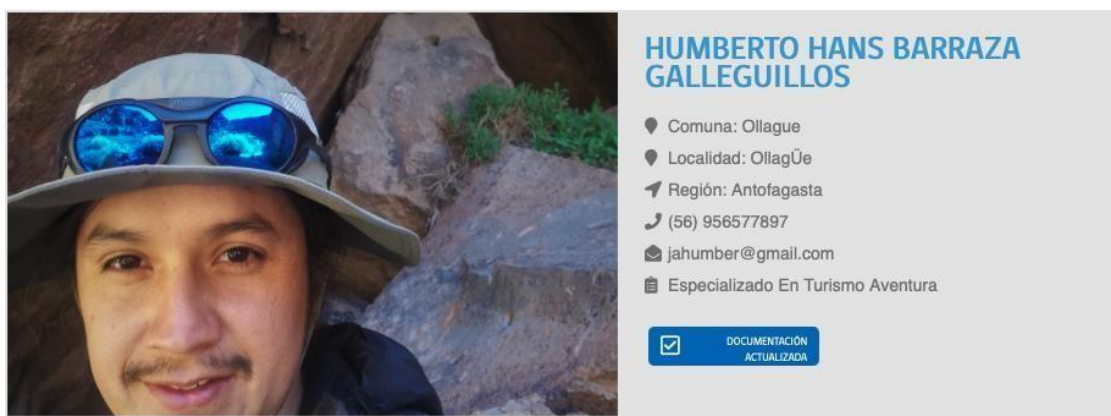 HUMBERTO HANS BARRAZA
GALLEGUILLOS
Comuna: Ollague
Localidad: OllagÜe
Región: Antofagasta
(56) 956577897
jahumber@gmail.com
Especializado En Turismo Aventura
DOCUMENTACIÓN
ACTUALIZADA